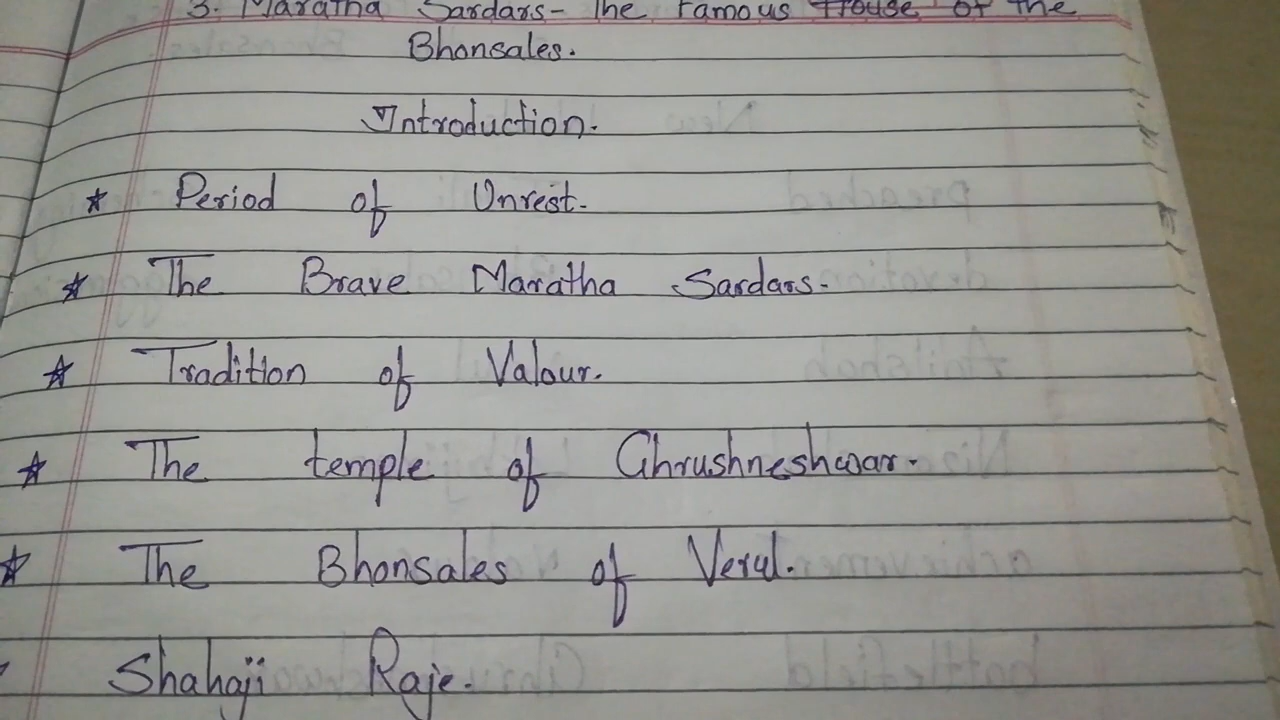 3. Maratha Sardars- The Famous House of the
Bhonsales.
Introduction.
* Period of Unrest.
* The Brave Maratha Sardars.
* Tradition of Valour.
* The temple of Ghrushneshwar.
* The Bhonsales of Verul.
Shahaji Raje.